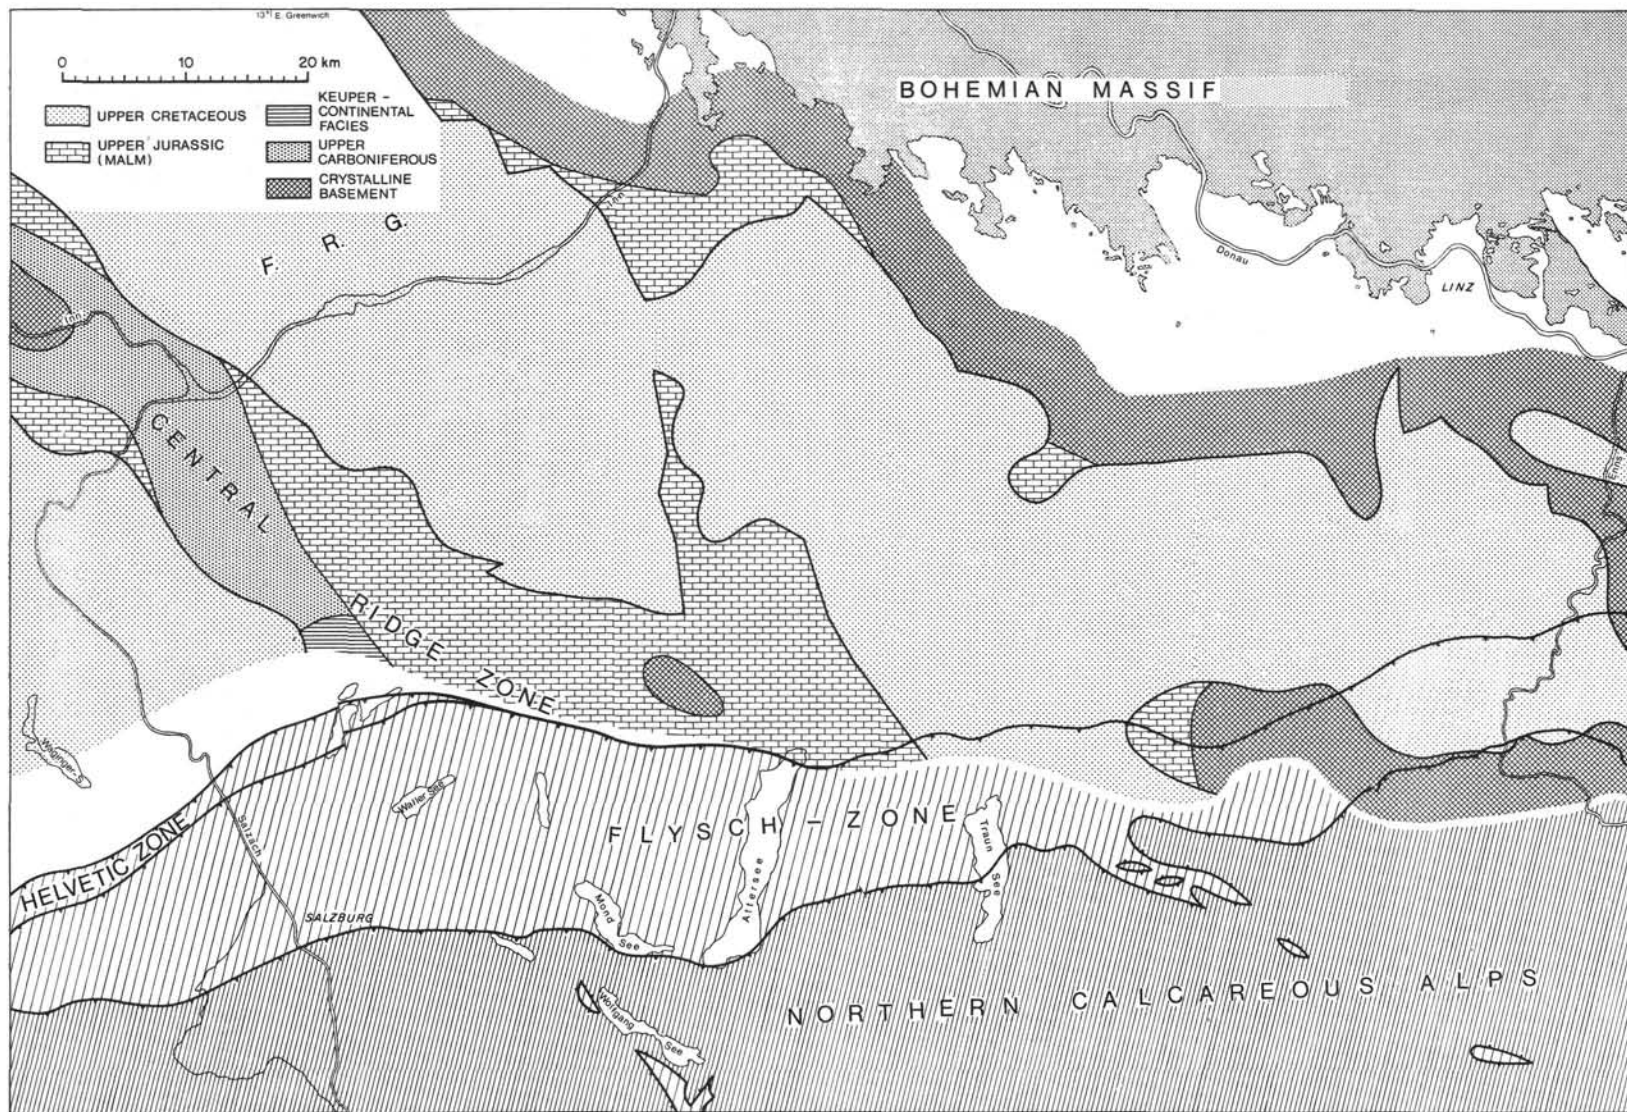 13° E. Greenwich
0 10 20 km
UPPER CRETACEOUS
UPPER JURASSIC
(MALM)
KEUPER –
CONTINENTAL
FACIES
UPPER
CARBONIFEROUS
CRYSTALLINE
BASEMENT
BOHEMIAN MASSIF
F. R. G.
Inn
Inn
Donau
LINZ
Enns
CENTRAL
RIDGE
ZONE
Waginger-S.
Salzach
Waller See
HELVETIC ZONE
FLYSCH – ZONE
Traun
See
Attersee
Mond
See
SALZBURG
Wolfgang
See
NORTHERN CALCAREOUS ALPS